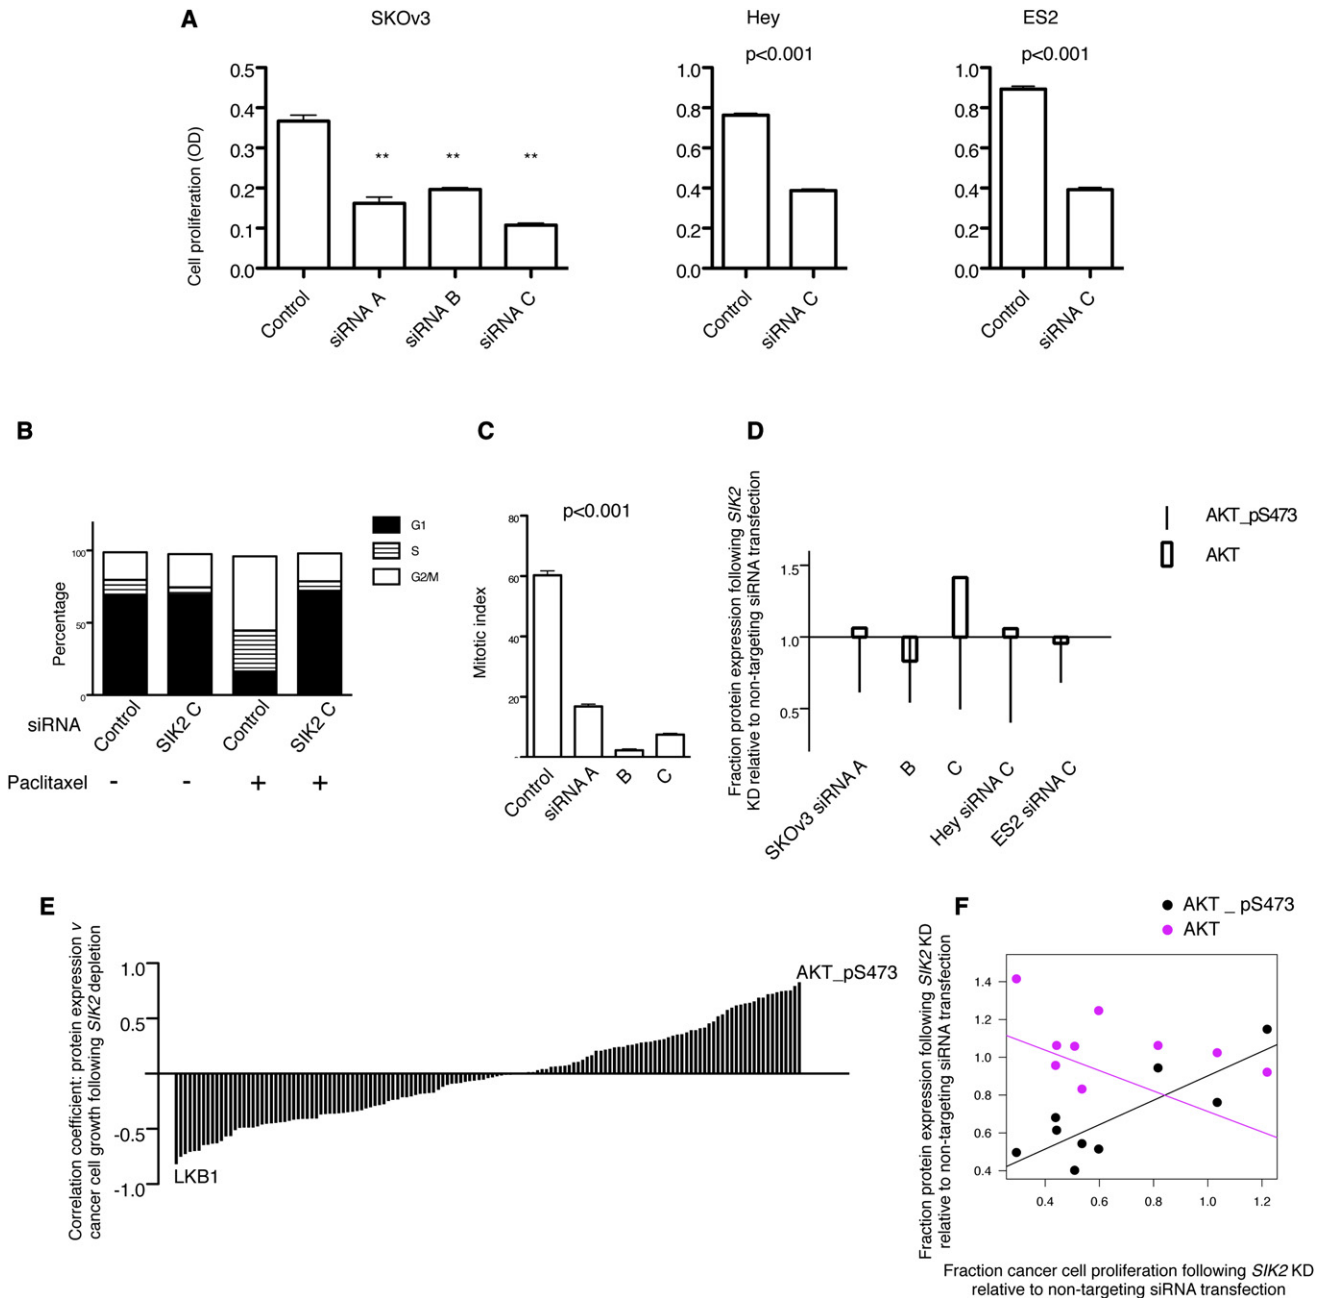 A
SKOv3
Hey
ES2
p<0.001
p<0.001
Cell proliferation (OD)
0.5
0.4
0.3
0.2
0.1
0.0
**
**
**
Control
siRNA A
siRNA B
siRNA C
1.0
0.8
0.6
0.4
0.2
0.0
Control
siRNA C
1.0
0.8
0.6
0.4
0.2
0.0
Control
siRNA C
B
Percentage
100
50
0
G1
S
G2/M
siRNA
Control
SIK2 C
Control
SIK2 C
Paclitaxel
-
-
+
+
C
p<0.001
Mitotic index
80
60
40
20
-
Control
siRNA A
B
C
D
Fraction protein expression following SIK2
KD relative to non-targeting siRNA transfection
1.5
1.0
0.5
SKOv3 siRNA A
B
C
Hey siRNA C
ES2 siRNA C
AKT_pS473
AKT
E
Correlation coefficient: protein expression v
cancer cell growth following SIK2 depletion
1.0
0.5
-0.5
-1.0
LKB1
AKT_pS473
F
AKT _ pS473
AKT
Fraction protein expression following SIK2 KD
relative to non-targeting siRNA transfection
1.4
1.2
1.0
0.8
0.6
0.4
0.4
0.6
0.8
1.0
1.2
Fraction cancer cell proliferation following SIK2 KD
relative to non-targeting siRNA transfection